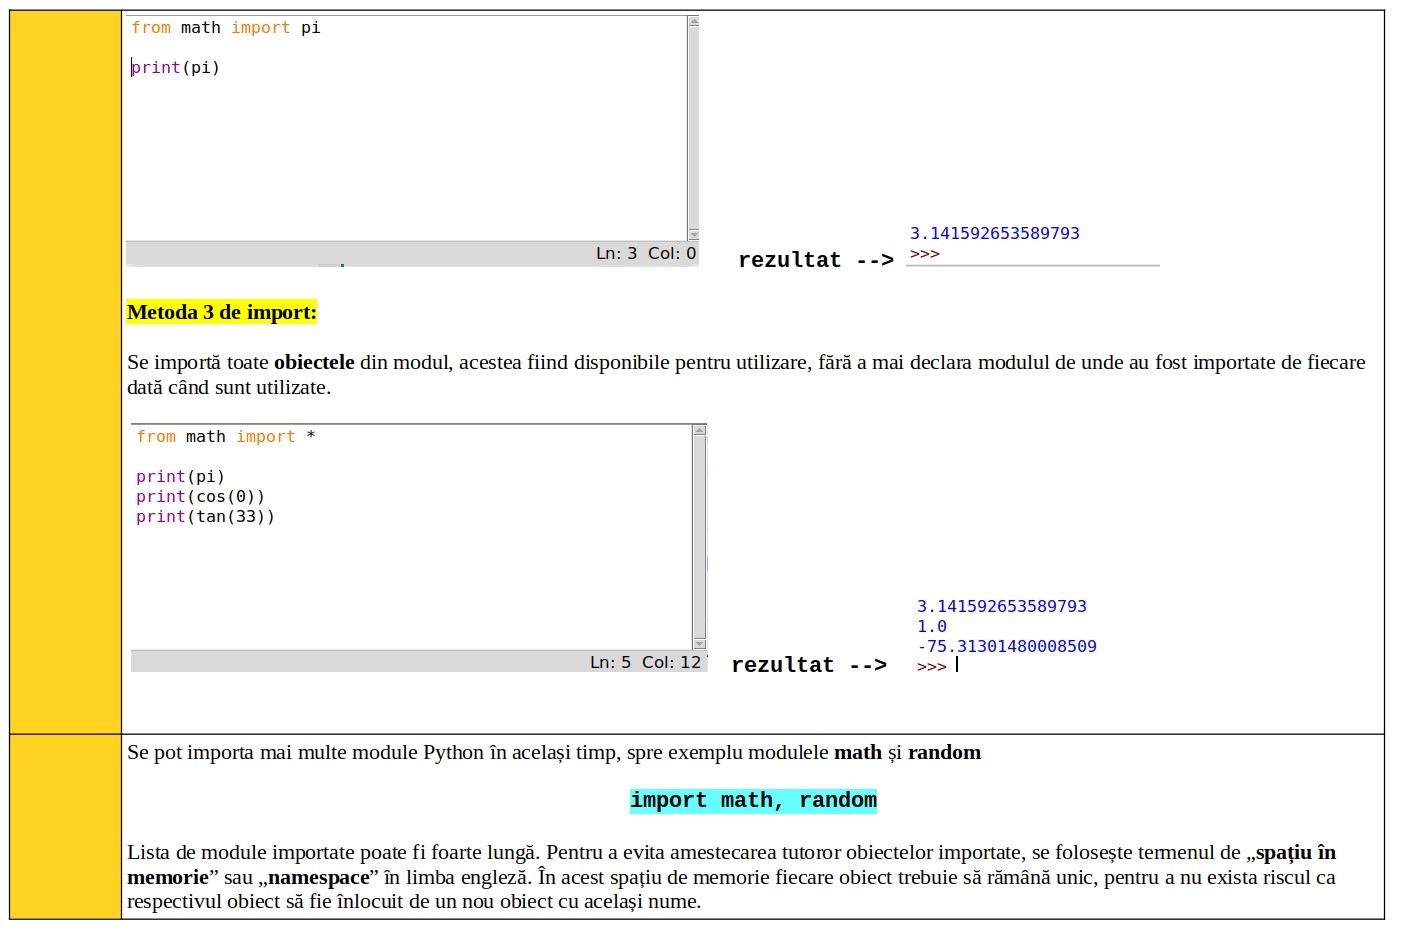 from math import pi
print(pi)
Ln: 3 Col: 0
rezultat -->
3.141592653589793
>>>
Metoda 3 de import:
Se importă toate obiectele din modul, acestea fiind disponibile pentru utilizare, fără a mai declara modulul de unde au fost importate de fiecare
dată când sunt utilizate.
from math import *
print(pi)
print(cos(0))
print(tan(33))
Ln: 5 Col: 12
rezultat -->
3.141592653589793
1.0
-75.31301480008509
>>>
Se pot importa mai multe module Python în același timp, spre exemplu modulele math și random
import math, random
Lista de module importate poate fi foarte lungă. Pentru a evita amestecarea tutoror obiectelor importate, se folosește termenul de „spațiu în
memorie” sau „namespace” în limba engleză. În acest spațiu de memorie fiecare obiect trebuie să rămână unic, pentru a nu exista riscul ca
respectivul obiect să fie înlocuit de un nou obiect cu același nume.